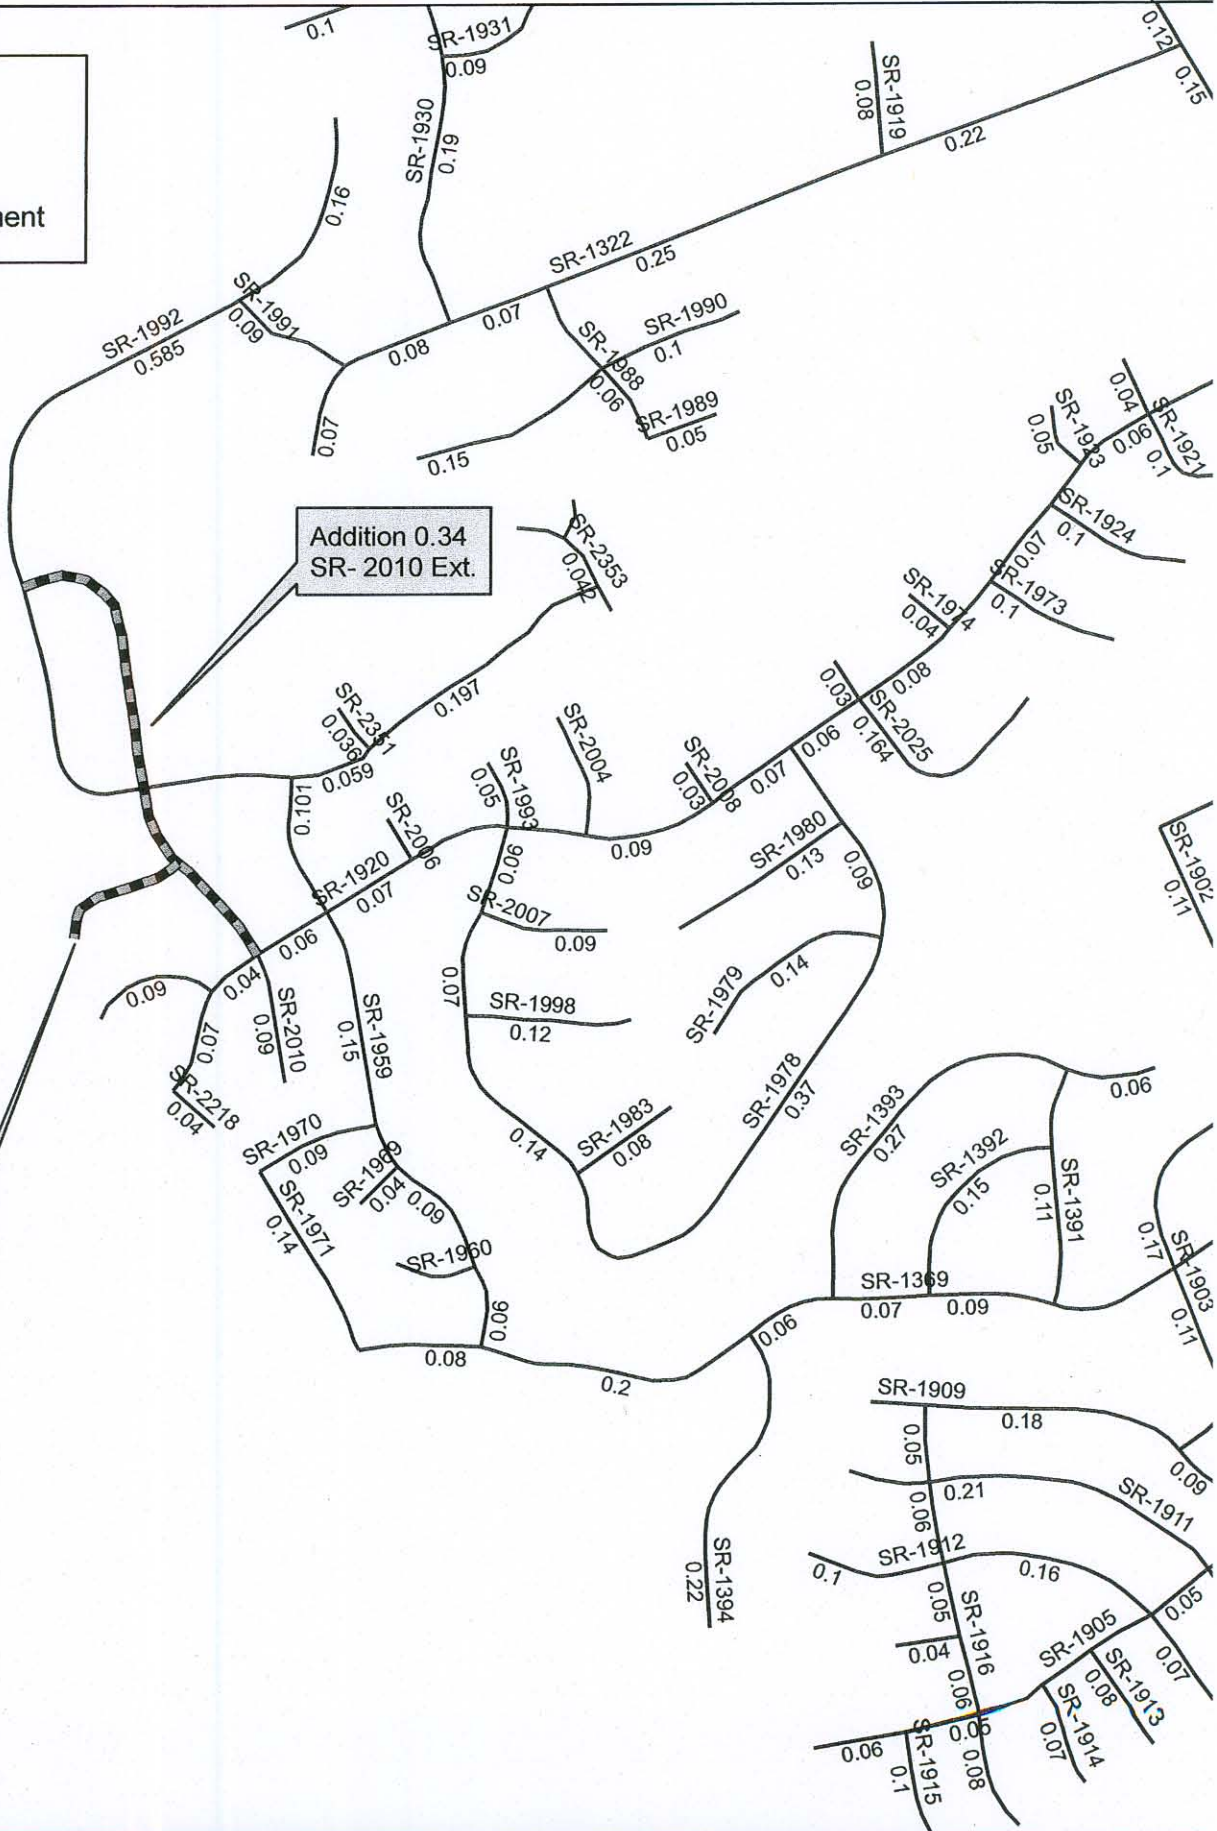 0.1
SR-1931
0.09
0.12
0.15
SR-1919
0.08
0.22
SR-1930
0.19
ent
0.16
SR-1322
0.25
SR-1991
0.09
SR-1992
0.585
0.07
0.08
SR-1990
0.1
SR-1988
0.06
SR-1989
0.05
0.07
0.15
0.04
SR-1921
0.1
0.06
SR-1923
0.05
SR-1924
0.1
Addition 0.34
SR- 2010 Ext.
SR-2353
0.042
0.07
SR-1973
0.1
SR-1974
0.04
0.08
0.197
SR-2351
0.036
0.059
0.03
SR-2025
0.164
0.06
SR-2004
SR-2008
0.03
0.07
SR-1993
0.05
0.101
SR-2006
0.09
SR-1980
0.13
0.09
SR-1902
0.11
SR-1920
0.07
0.06
SR-2007
0.09
0.06
0.04
0.09
0.07
SR-1979
0.14
SR-1998
0.12
SR-2010
0.09
SR-1959
0.15
0.07
SR-2218
0.04
SR-1978
0.37
SR-1393
0.27
0.06
SR-1970
0.09
SR-1983
0.08
0.14
SR-1392
0.15
SR-1391
0.11
SR-1969
0.04
0.09
SR-1971
0.14
SR-1960
0.17
SR-1903
0.11
SR-1369
0.07
0.09
0.06
0.06
0.08
0.2
SR-1909
0.18
0.05
0.09
0.21
SR-1911
0.06
SR-1912
0.1
0.16
SR-1394
0.22
0.05
SR-1916
0.05
0.04
SR-1905
0.07
0.06
SR-1913
0.08
SR-1914
0.07
0.06
0.06
SR-1915
0.1
0.08